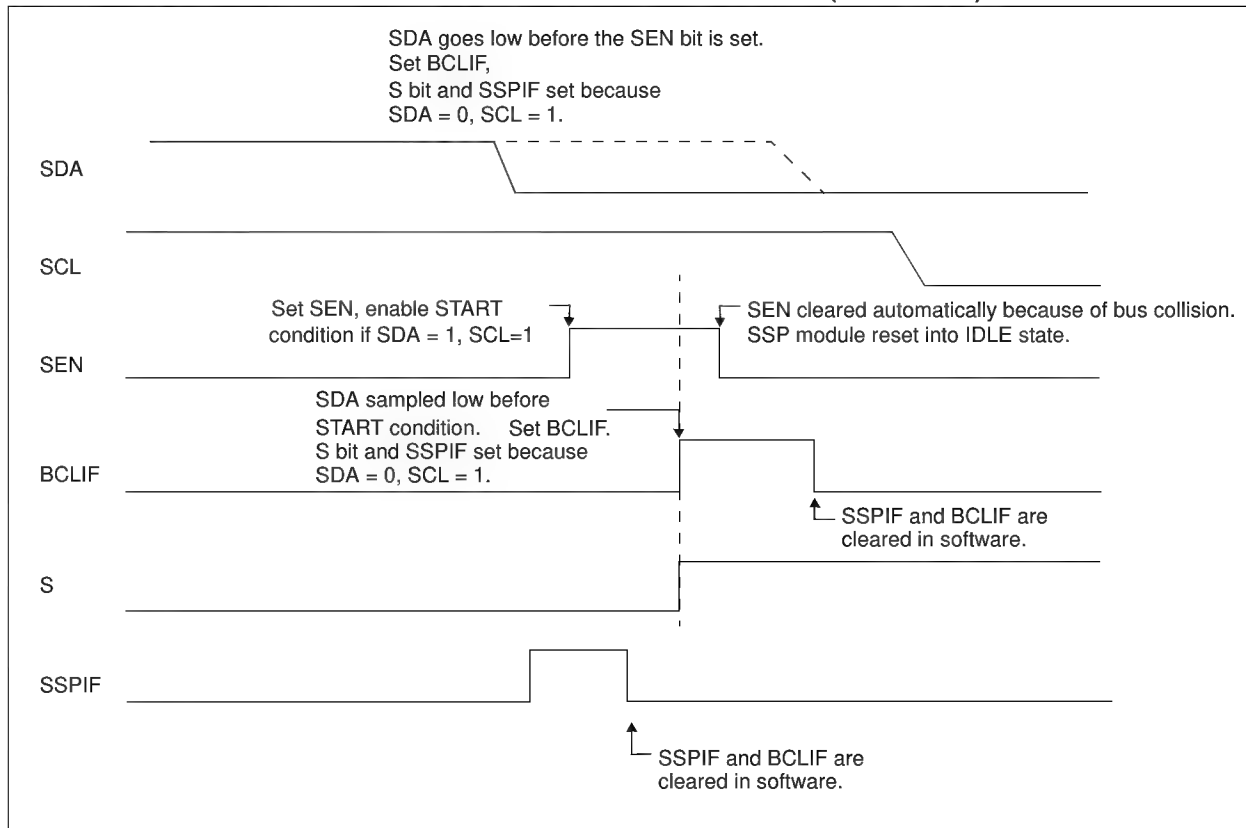 SDA goes low before the SEN bit is set.
Set BCLIF,
S bit and SSPIF set because
SDA = 0, SCL = 1.
SDA
SCL
Set SEN, enable START
condition if SDA = 1, SCL=1
SEN cleared automatically because of bus collision.
SSP module reset into IDLE state.
SEN
SDA sampled low before
START condition. Set BCLIF.
S bit and SSPIF set because
SDA = 0, SCL = 1.
BCLIF
SSPIF and BCLIF are
cleared in software.
S
SSPIF
SSPIF and BCLIF are
cleared in software.